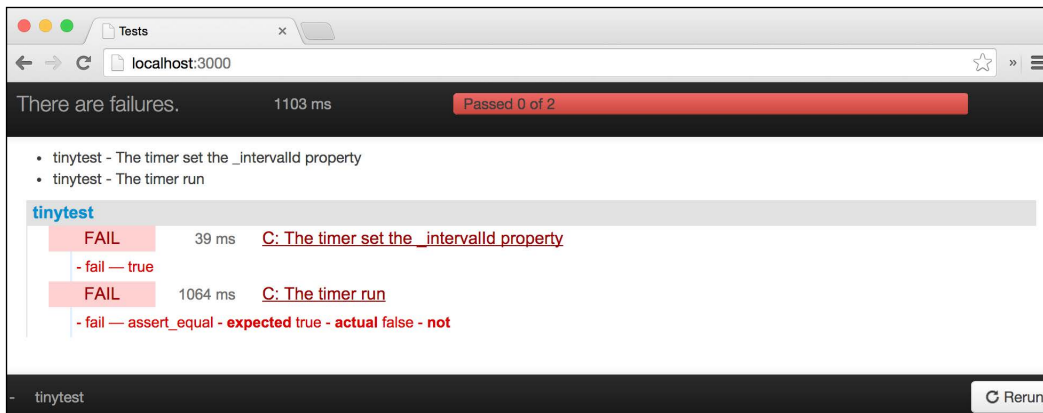 Tests
localhost:3000
There are failures. 1103 ms Passed 0 of 2
• tinytest - The timer set the _intervalId property
• tinytest - The timer run
tinytest
FAIL 39 ms C: The timer set the _intervalId property
- fail — true
FAIL 1064 ms C: The timer run
- fail — assert_equal - expected true - actual false - not
- tinytest Rerun